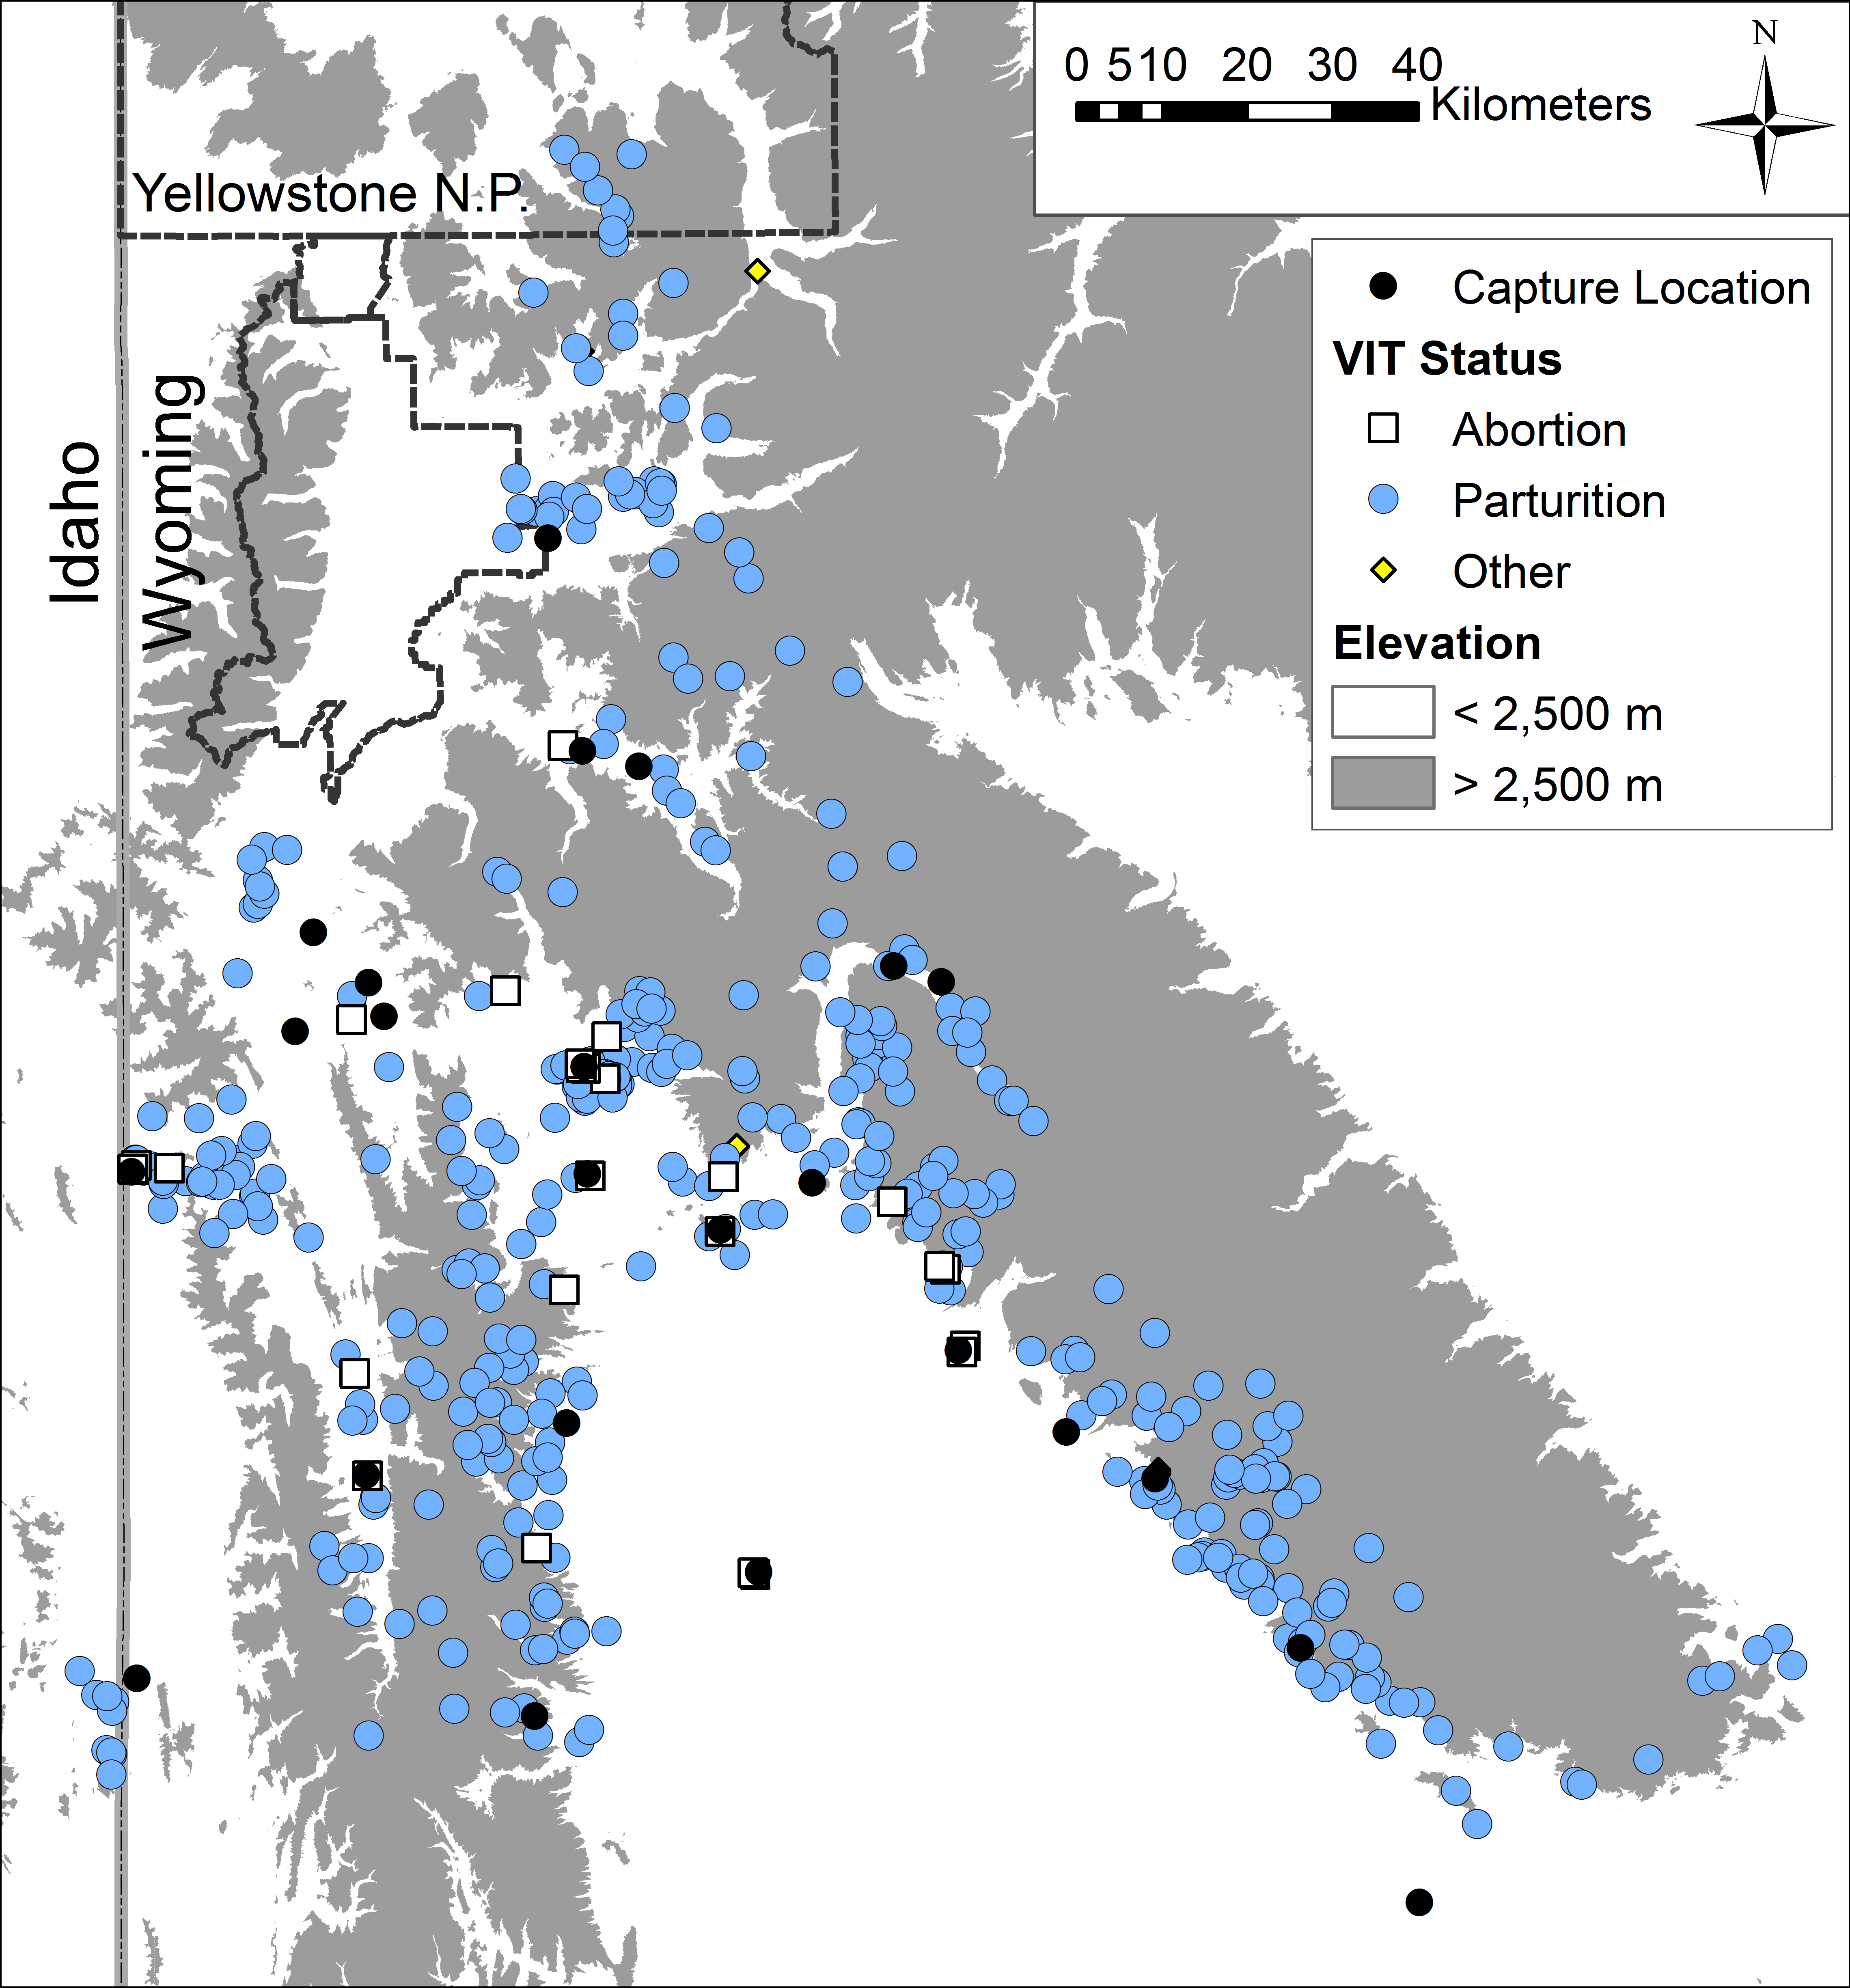 N
0 5 10 20 30 40
Kilometers
Yellowstone N.P.
Capture Location
VIT Status
Abortion
Parturition
Other
Elevation
< 2,500 m
> 2,500 m
Idaho
Wyoming